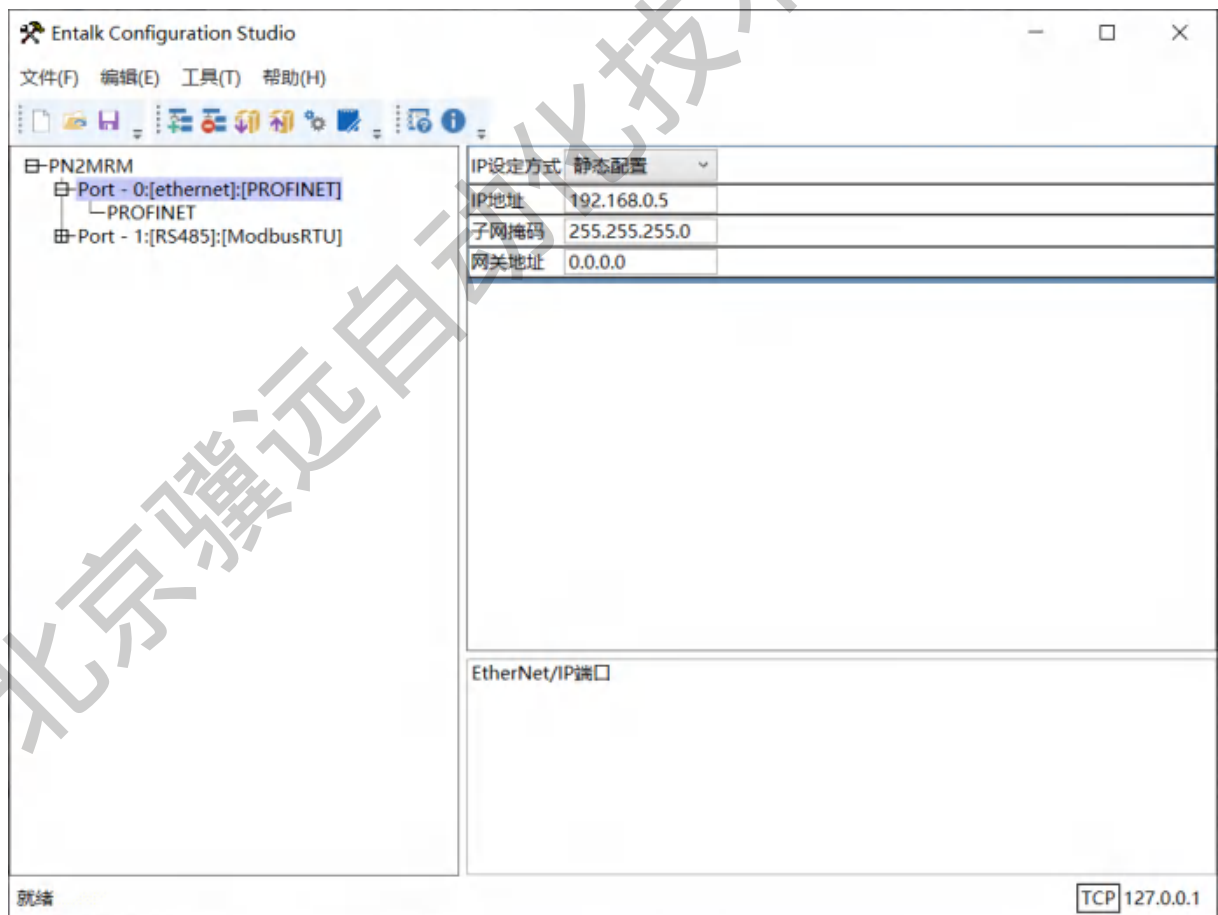 Entalk Configuration Studio
文件(F) 编辑(E) 工具(T) 帮助(H)
PN2MRM
Port - 0:[ethernet]:[PROFINET]
PROFINET
Port - 1:[RS485]:[ModbusRTU]
IP设定方式 静态配置
IP地址 192.168.0.5
子网掩码 255.255.255.0
网关地址 0.0.0.0
EtherNet/IP端口
就绪
TCP 127.0.0.1
北京骥远自动化技术